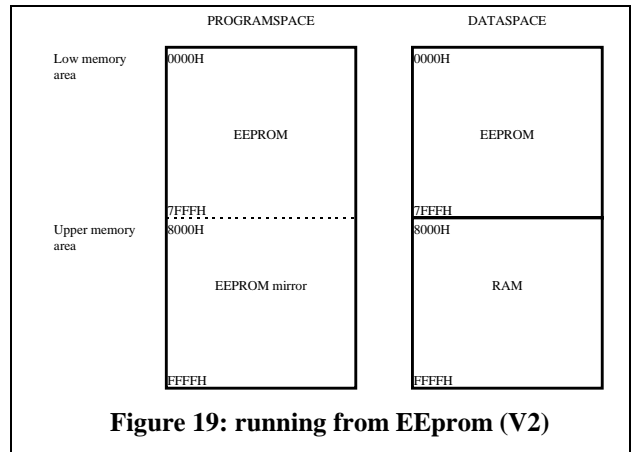 PROGRAMSPACE
DATASPACE
Low memory
area
0000H
0000H
EEPROM
EEPROM
7FFFH
7FFFH
Upper memory
area
8000H
8000H
EEPROM mirror
RAM
FFFFH
FFFFH
Figure 19: running from EEprom (V2)